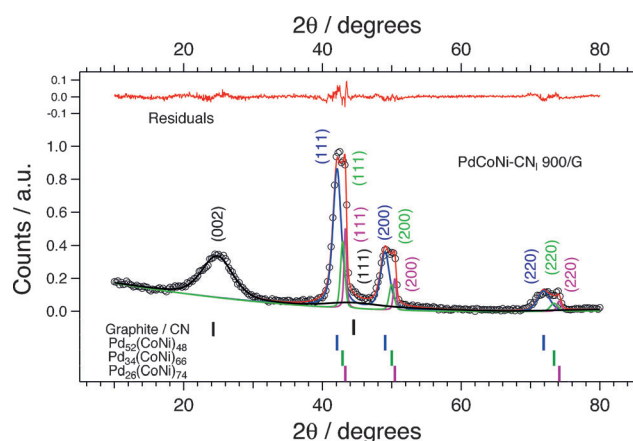 2θ / degrees
20 40 60 80
0.1
0.0
-0.1
Residuals
1.0
0.8
0.6
0.4
0.2
0.0
Counts / a.u.
PdCoNi-CNₗ 900/G
(002)
(111)
(111)
(111)
(111)
(200)
(200)
(200)
(220)
(220)
(220)
Graphite / CN
Pd₅₂(CoNi)₄₈
Pd₃₄(CoNi)₆₆
Pd₂₆(CoNi)₇₄
20 40 60 80
2θ / degrees